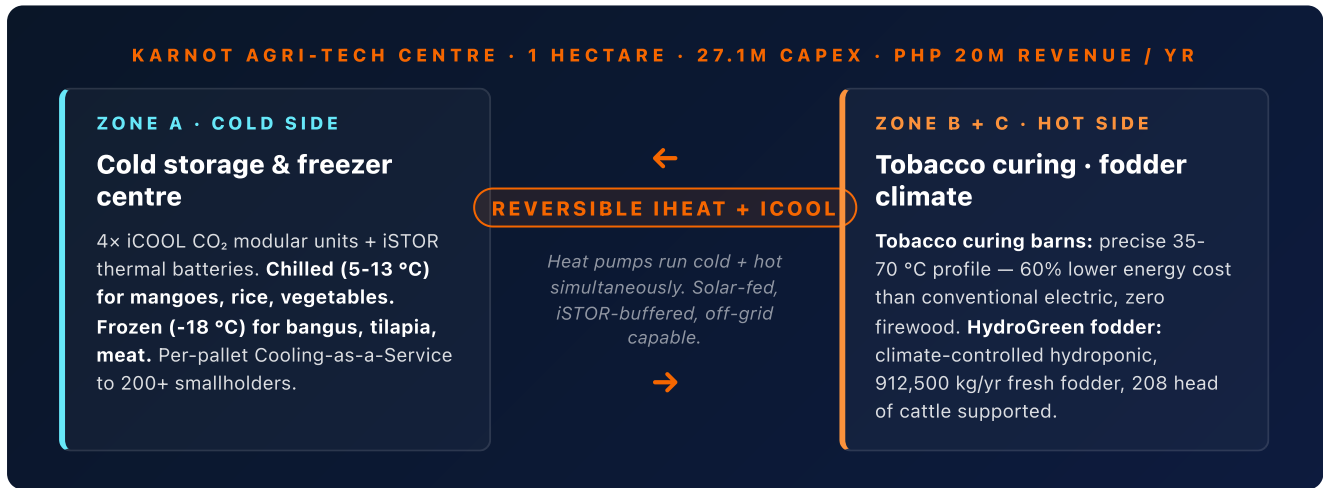 KARNOT AGRI-TECH CENTRE · 1 HECTARE · 27.1M CAPEX · PHP 20M REVENUE / YR
ZONE A · COLD SIDE
Cold storage & freezer
centre
4× iCOOL CO₂ modular units + iSTOR
thermal batteries. Chilled (5-13 °C)
for mangoes, rice, vegetables.
Frozen (-18 °C) for bangus, tilapia,
meat. Per-pallet Cooling-as-a-Service
to 200+ smallholders.
←
REVERSIBLE IHEAT + ICOOL
Heat pumps run cold + hot
simultaneously. Solar-fed,
iSTOR-buffered, off-grid
capable.
→
ZONE B + C · HOT SIDE
Tobacco curing · fodder
climate
Tobacco curing barns: precise 35-
70 °C profile — 60% lower energy cost
than conventional electric, zero
firewood. HydroGreen fodder:
climate-controlled hydroponic,
912,500 kg/yr fresh fodder, 208 head
of cattle supported.